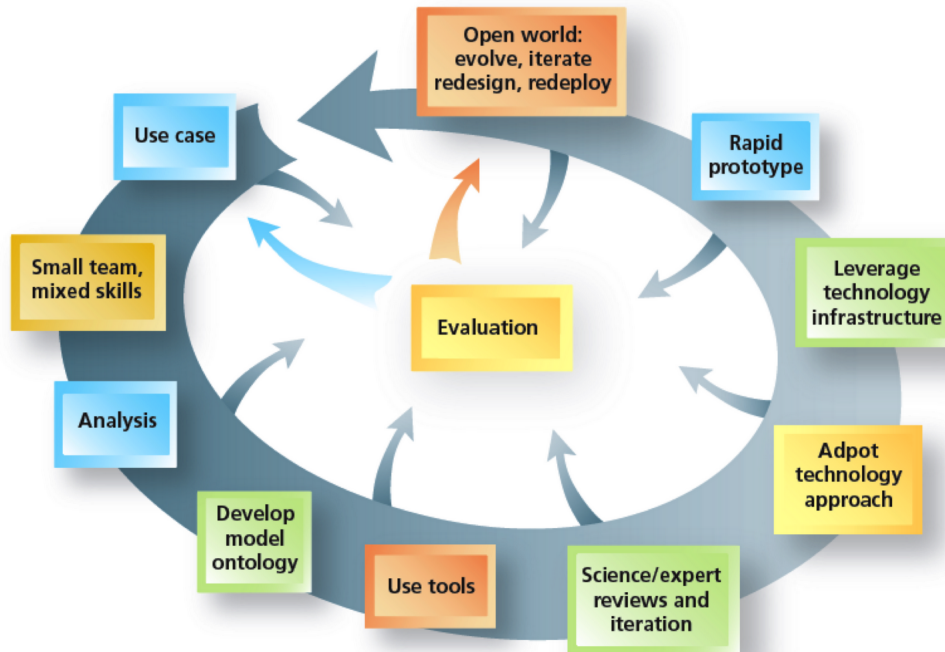 Open world:
evolve, iterate
redesign, redeploy
Use case
Rapid
prototype
Small team,
mixed skills
Leverage
technology
infrastructure
Evaluation
Analysis
Adpot
technology
approach
Develop
model
ontology
Use tools
Science/expert
reviews and
iteration